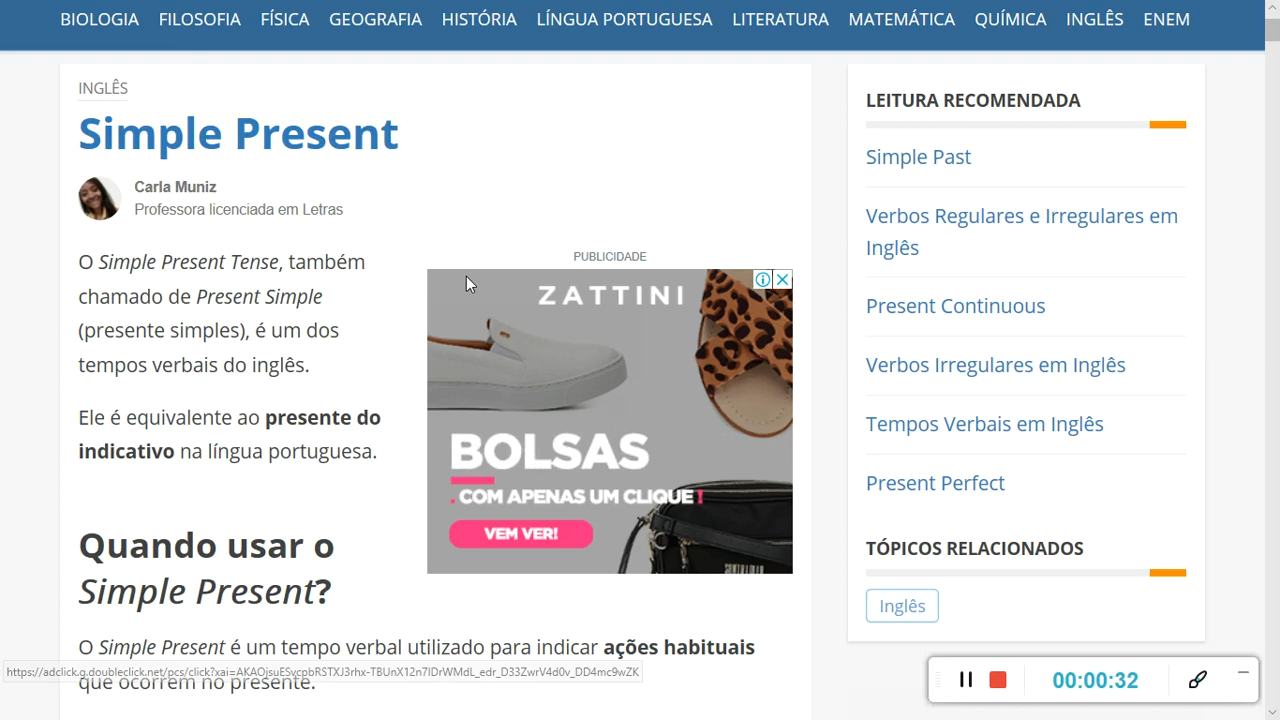 BIOLOGIA FILOSOFIA FÍSICA GEOGRAFIA HISTÓRIA LÍNGUA PORTUGUESA LITERATURA MATEMÁTICA QUÍMICA INGLÊS ENEM
INGLÊS
Simple Present
Carla Muniz
Professora licenciada em Letras
O Simple Present Tense, também
chamado de Present Simple
(presente simples), é um dos
tempos verbais do inglês.
Ele é equivalente ao presente do
indicativo na língua portuguesa.
PUBLICIDADE
ZATTINI
BOLSAS
. COM APENAS UM CLIQUE !
VEM VER!
Quando usar o
Simple Present?
O Simple Present é um tempo verbal utilizado para indicar ações habituais
que ocorrem no presente.
https://adclick.g.doubleclick.net/pcs/click?xai=AKAOjsuESvcpbRSTXJ3rhx-TBUnX12n7IDrWMdL_edr_D33ZwrV4d0v_DD4mc9wZK
LEITURA RECOMENDADA
Simple Past
Verbos Regulares e Irregulares em
Inglês
Present Continuous
Verbos Irregulares em Inglês
Tempos Verbais em Inglês
Present Perfect
TÓPICOS RELACIONADOS
Inglês
00:00:32